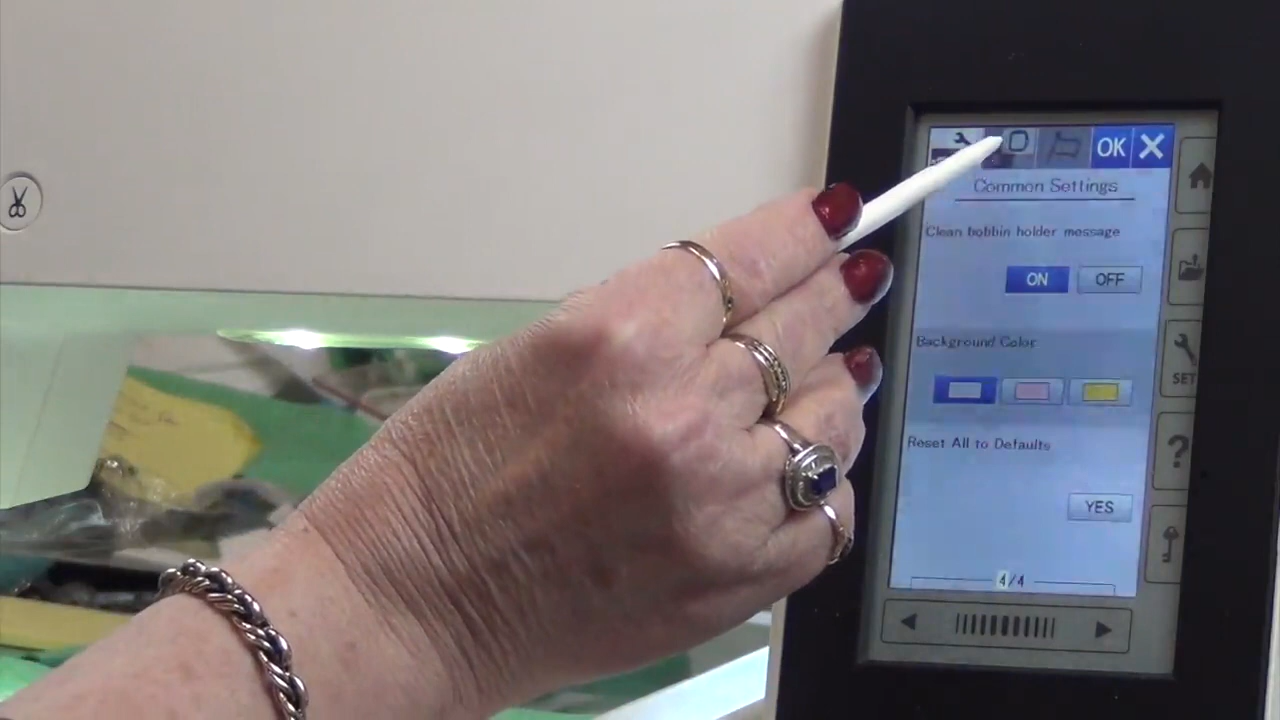 OK X
Common Settings
Clean bobbin holder message
ON OFF
Background Color
SET
Reset All to Defaults
?
YES
4/4